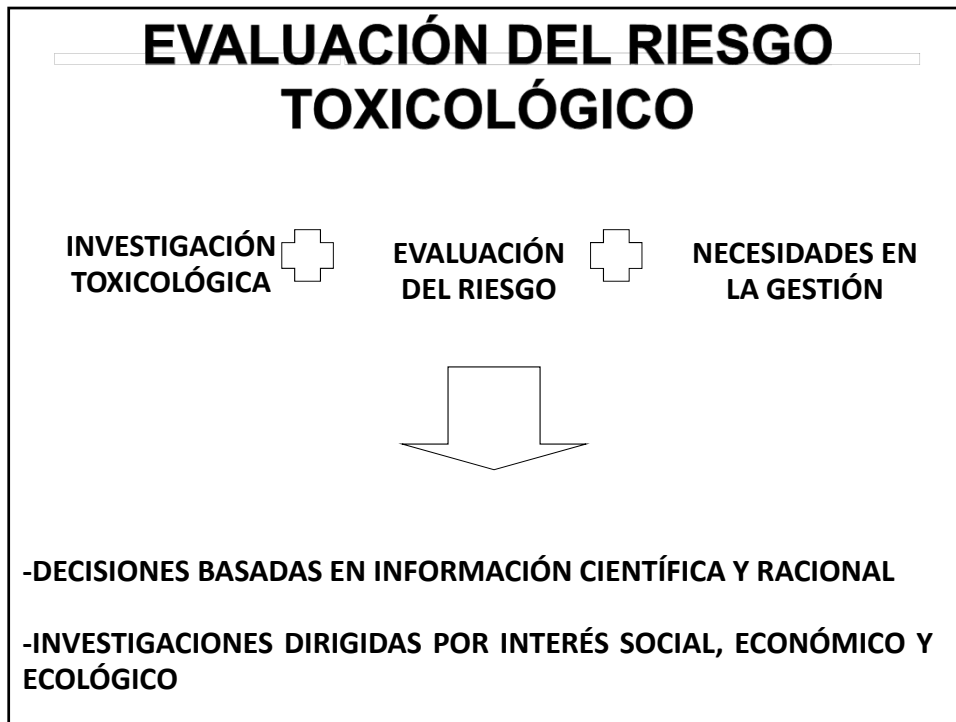 EVALUACIÓN DEL RIESGO
TOXICOLÓGICO
INVESTIGACIÓN
TOXICOLÓGICA
EVALUACIÓN
DEL RIESGO
NECESIDADES EN
LA GESTIÓN
-DECISIONES BASADAS EN INFORMACIÓN CIENTÍFICA Y RACIONAL
-INVESTIGACIONES DIRIGIDAS POR INTERÉS SOCIAL, ECONÓMICO Y
ECOLÓGICO